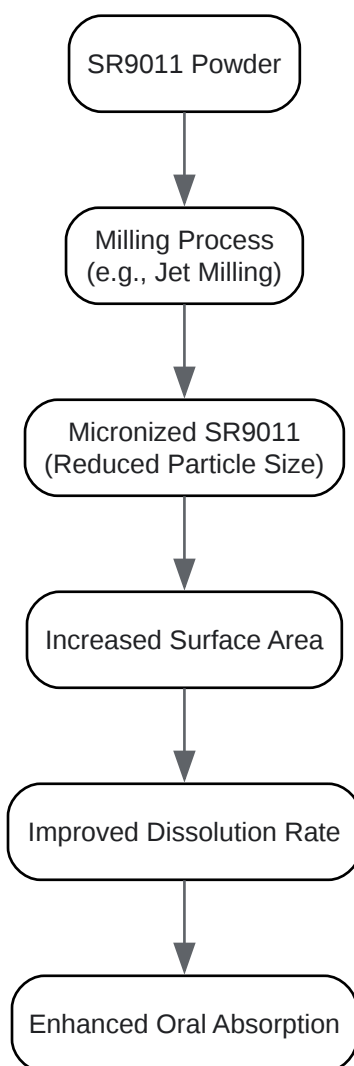 SR9011 Powder
Milling Process
(e.g., Jet Milling)
Micronized SR9011
(Reduced Particle Size)
Increased Surface Area
Improved Dissolution Rate
Enhanced Oral Absorption